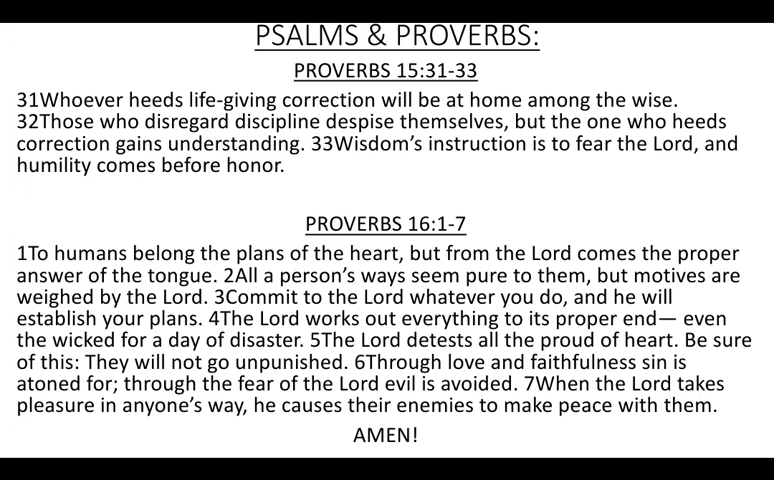 PSALMS & PROVERBS:
PROVERBS 15:31-33
31Whoever heeds life-giving correction will be at home among the wise.
32Those who disregard discipline despise themselves, but the one who heeds
correction gains understanding. 33Wisdom’s instruction is to fear the Lord, and
humility comes before honor.
PROVERBS 16:1-7
1To humans belong the plans of the heart, but from the Lord comes the proper
answer of the tongue. 2All a person’s ways seem pure to them, but motives are
weighed by the Lord. 3Commit to the Lord whatever you do, and he will
establish your plans. 4The Lord works out everything to its proper end— even
the wicked for a day of disaster. 5The Lord detests all the proud of heart. Be sure
of this: They will not go unpunished. 6Through love and faithfulness sin is
atoned for; through the fear of the Lord evil is avoided. 7When the Lord takes
pleasure in anyone’s way, he causes their enemies to make peace with them.
AMEN!